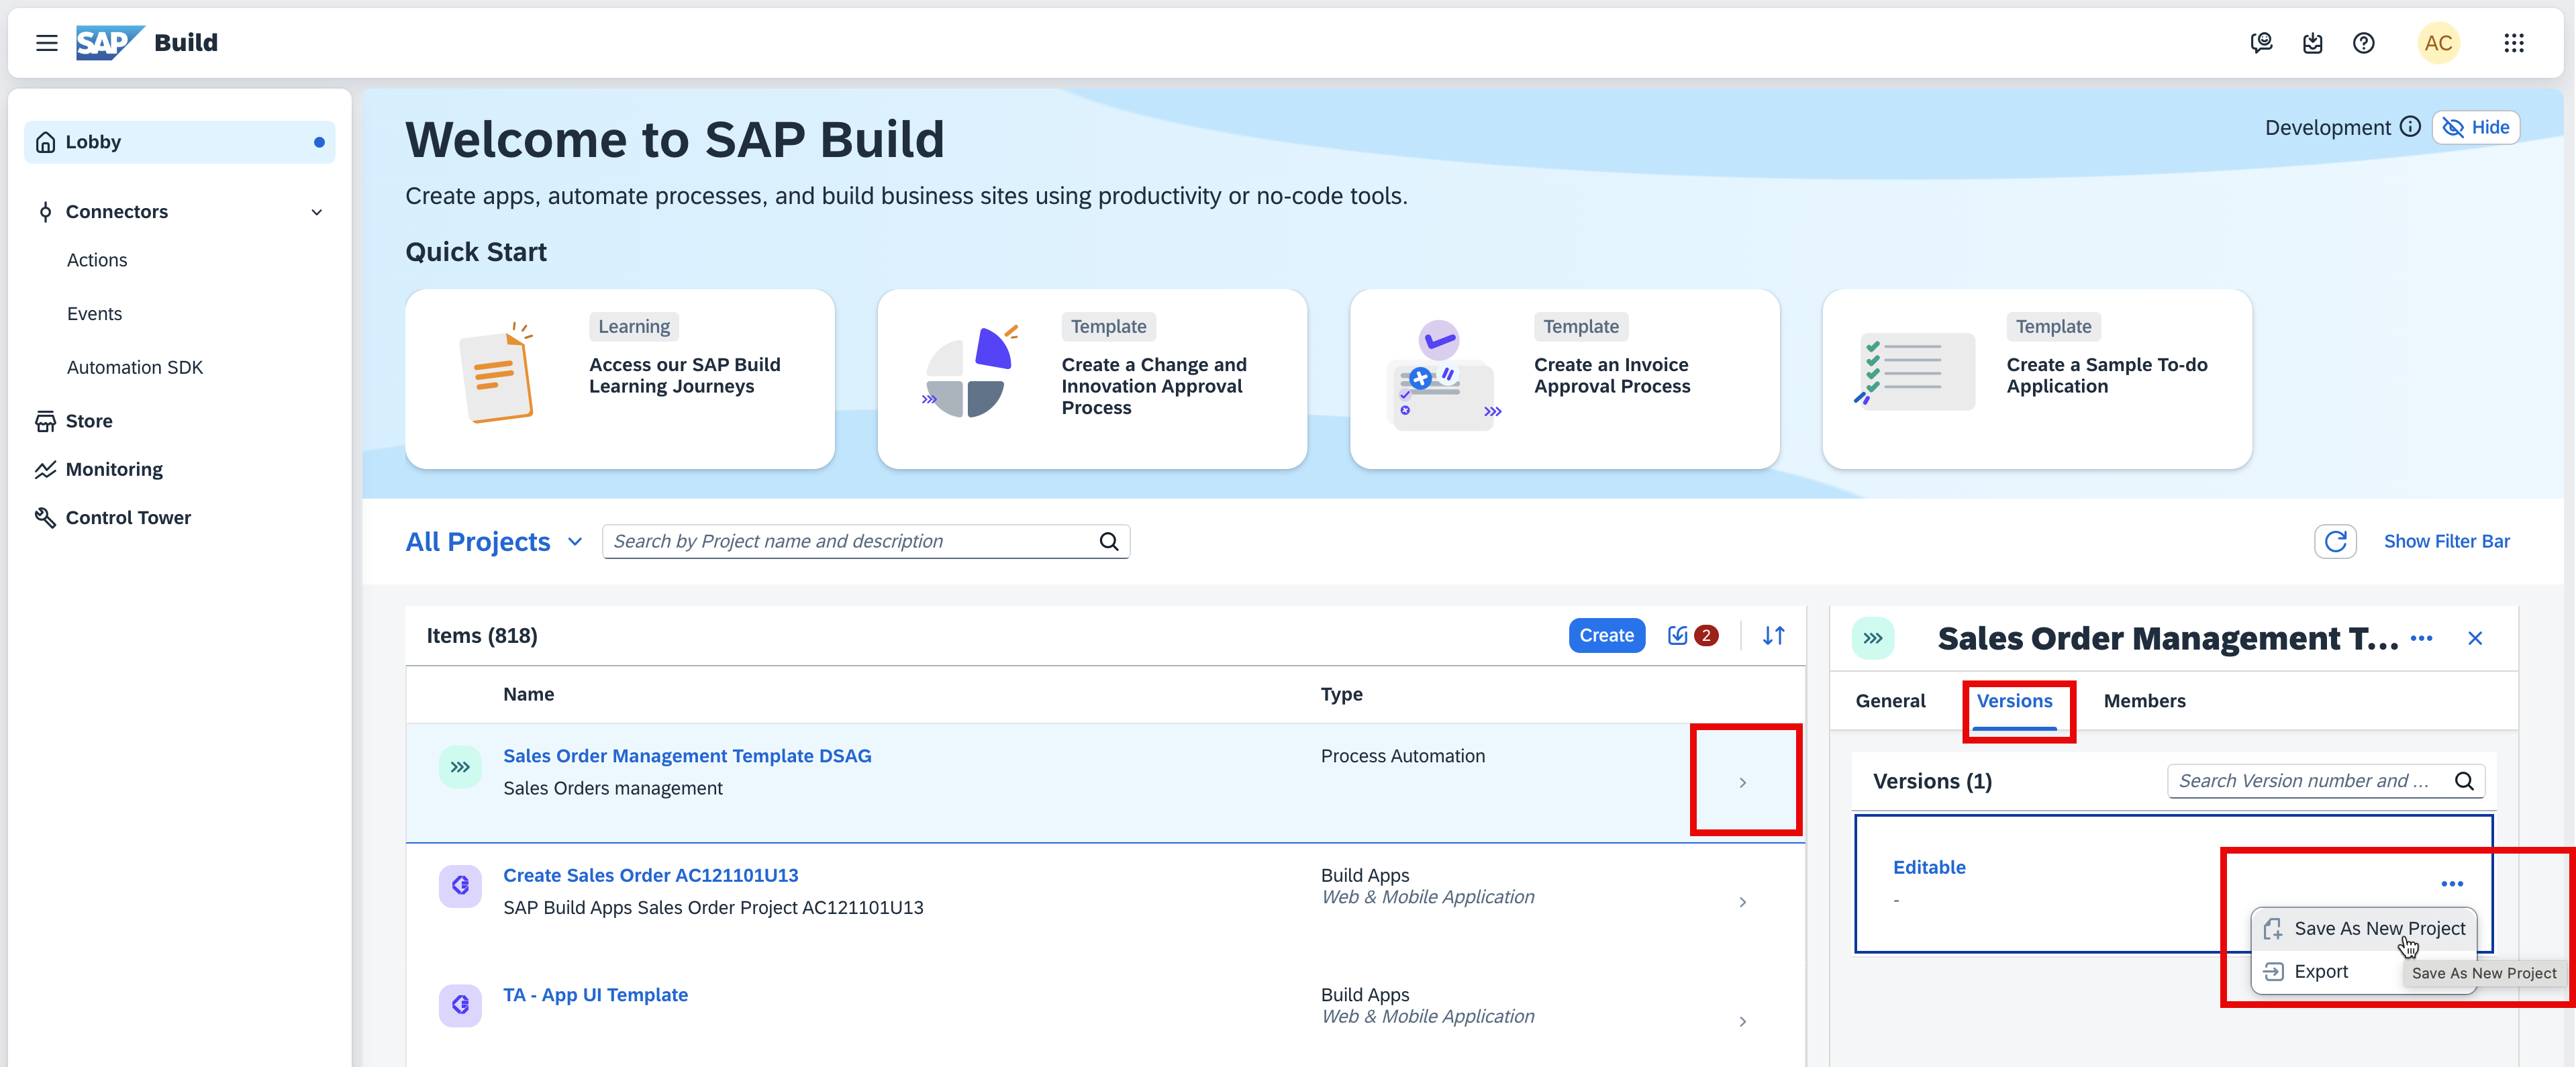 SAP Build
AC
Lobby
Connectors
Actions
Events
Automation SDK
Store
Monitoring
Control Tower
Welcome to SAP Build
Development
Hide
Create apps, automate processes, and build business sites using productivity or no-code tools.
Quick Start
Learning
Access our SAP Build
Learning Journeys
Template
Create a Change and
Innovation Approval
Process
Template
Create an Invoice
Approval Process
Template
Create a Sample To-do
Application
All Projects
Search by Project name and description
Show Filter Bar
Items (818)
Create
2
Name
Type
Sales Order Management Template DSAG
Process Automation
Sales Orders management
Create Sales Order AC121101U13
Build Apps
Web & Mobile Application
SAP Build Apps Sales Order Project AC121101U13
TA - App UI Template
Build Apps
Web & Mobile Application
Sales Order Management T...
General
Versions
Members
Versions (1)
Search Version number and ...
Editable
-
Save As New Project
Export
Save As New Project